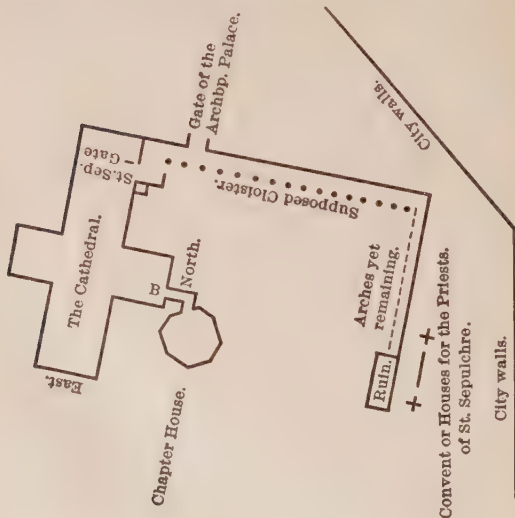 Gate of the
Archbp. Palace.
City walls.
St. Sep.
Gate
Supposed Cloister.
The Cathedral.
North.
B
East.
Chapter House.
Arches yet
remaining.
Ruin.
Convent or Houses for the Priests
of St. Sepulchre.
City walls.